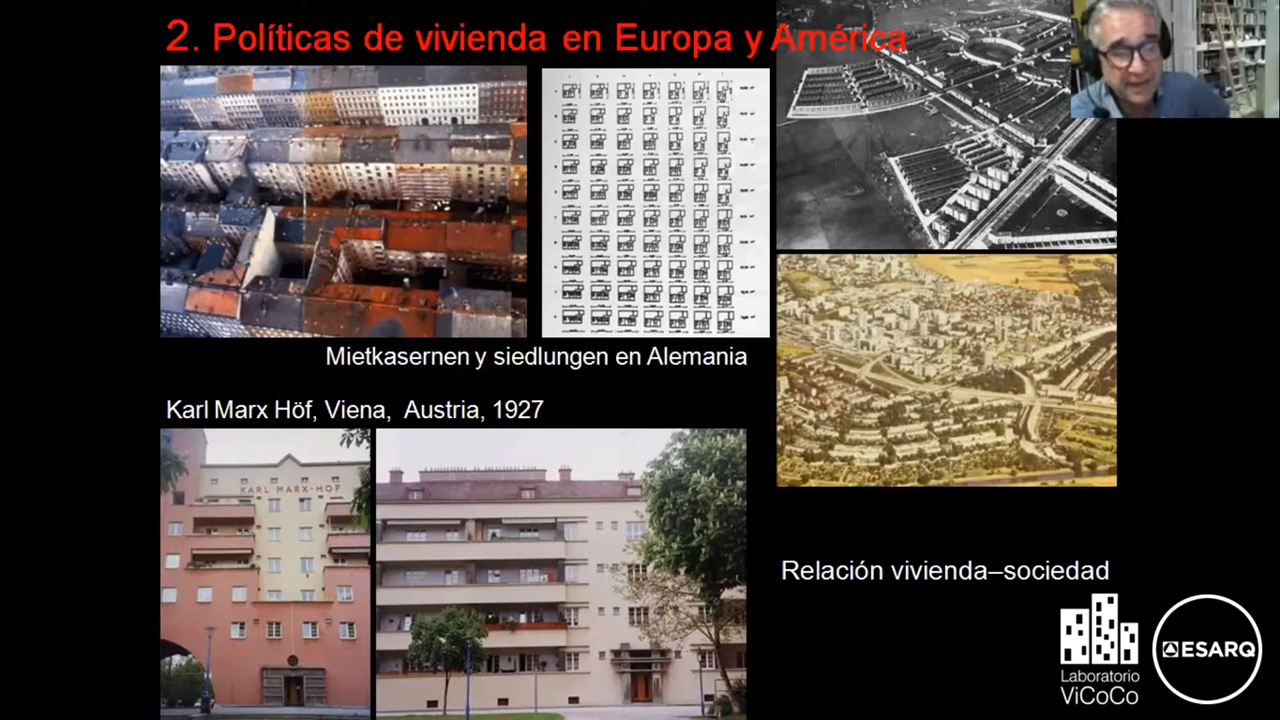 2. Políticas de vivienda en Europa y América
Mietkasernen y siedlungen en Alemania
Karl Marx Höf, Viena, Austria, 1927
KARL MARX-HOF
Relación vivienda–sociedad
Laboratorio
ViCoCo
ESARQ